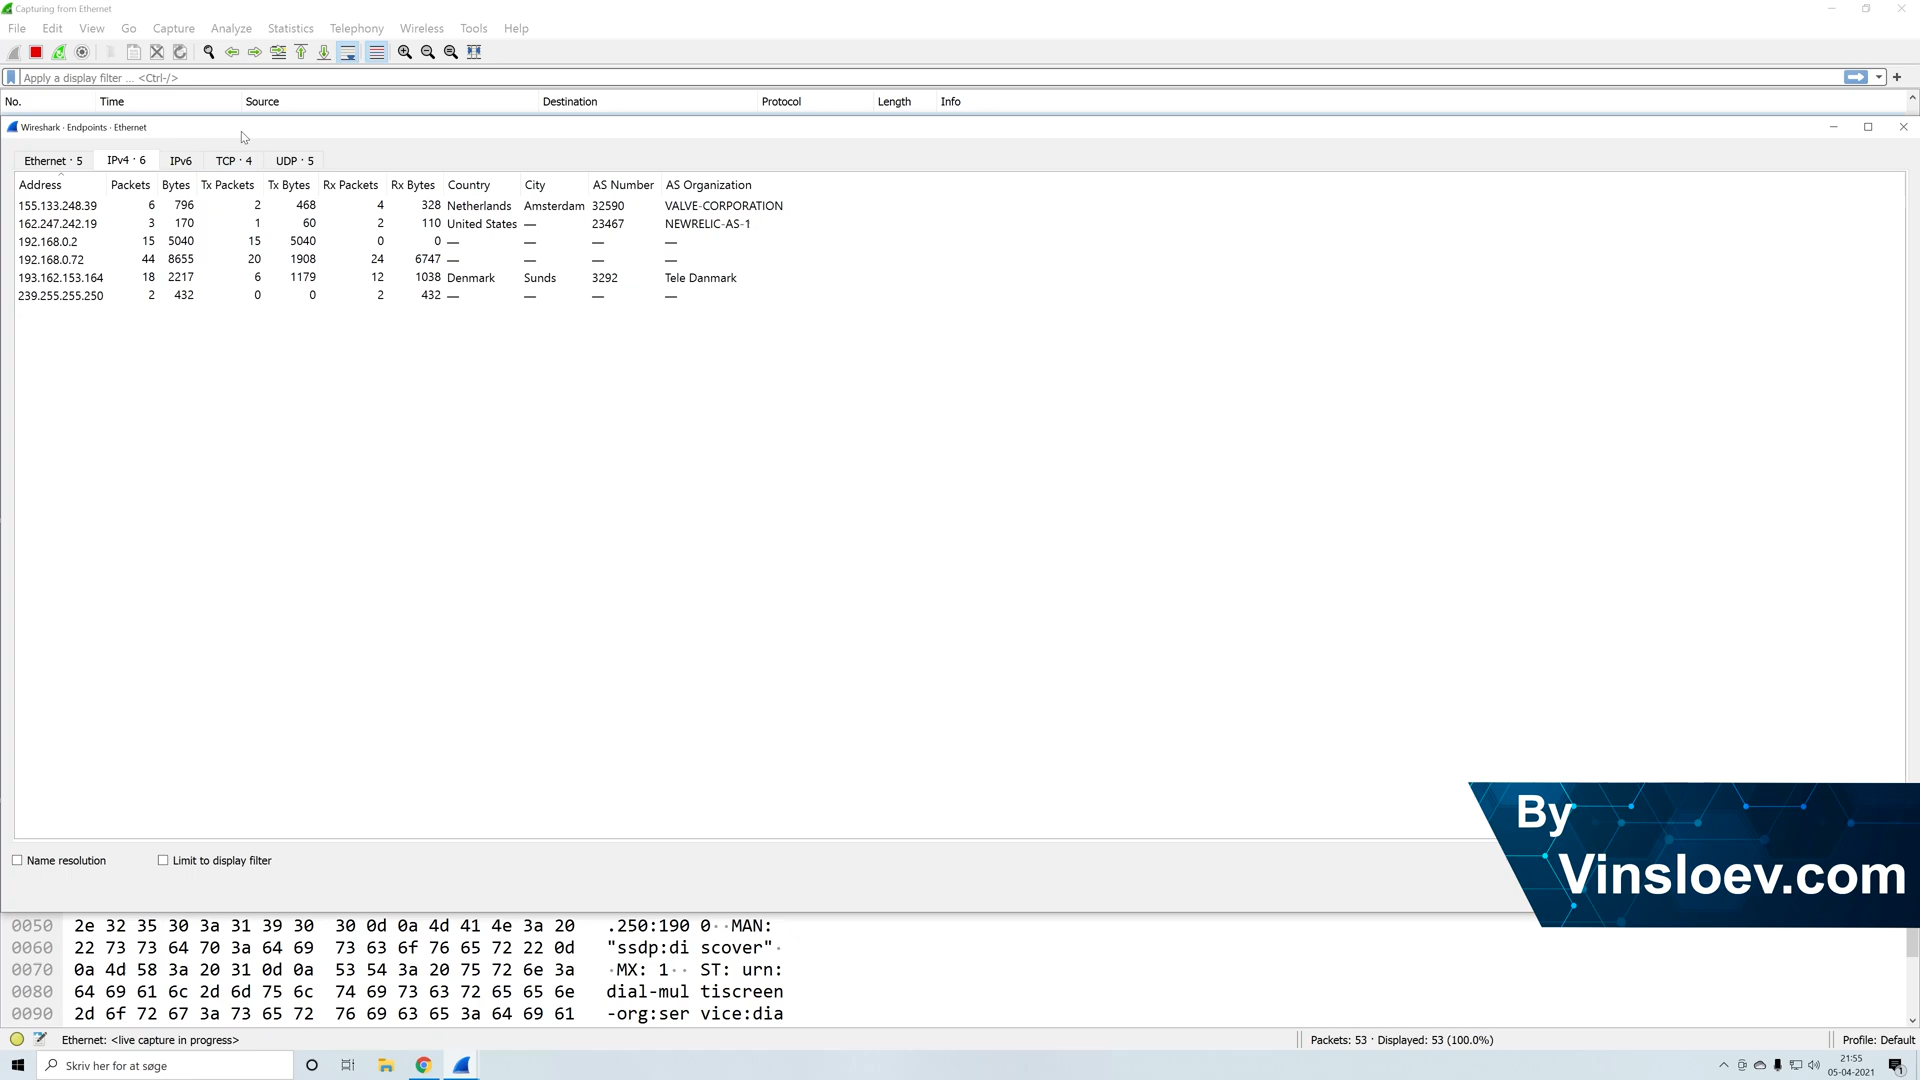 Capturing from Ethernet
File Edit View Go Capture Analyze Statistics Telephony Wireless Tools Help
Apply a display filter ... <Ctrl-/>
No. Time Source Destination Protocol Length Info
Wireshark · Endpoints · Ethernet
Ethernet · 5 IPv4 · 6 IPv6 TCP · 4 UDP · 5
Address Packets Bytes Tx Packets Tx Bytes Rx Packets Rx Bytes Country City AS Number AS Organization
155.133.248.39 6 796 2 468 4 328 Netherlands Amsterdam 32590 VALVE-CORPORATION
162.247.242.19 3 170 1 60 2 110 United States — 23467 NEWRELIC-AS-1
192.168.0.2 15 5040 15 5040 0 0 — — — —
192.168.0.72 44 8655 20 1908 24 6747 — — — —
193.162.153.164 18 2217 6 1179 12 1038 Denmark Sunds 3292 Tele Danmark
239.255.255.250 2 432 0 0 2 432 — — — —
By
Vinsloev.com
Name resolution Limit to display filter
0050 2e 32 35 30 3a 31 39 30 30 0d 0a 4d 41 4e 3a 20 .250:190 0··MAN:
0060 22 73 73 64 70 3a 64 69 73 63 6f 76 65 72 22 0d "ssdp:di scover"·
0070 0a 4d 58 3a 20 31 0d 0a 53 54 3a 20 75 72 6e 3a ·MX: 1·· ST: urn:
0080 64 69 61 6c 2d 6d 75 6c 74 69 73 63 72 65 65 6e dial-mul tiscreen
0090 2d 6f 72 67 3a 73 65 72 76 69 63 65 3a 64 69 61 -org:ser vice:dia
Ethernet: <live capture in progress> Packets: 53 · Displayed: 53 (100.0%) Profile: Default
Skriv her for at søge
21:55
05-04-2021
1